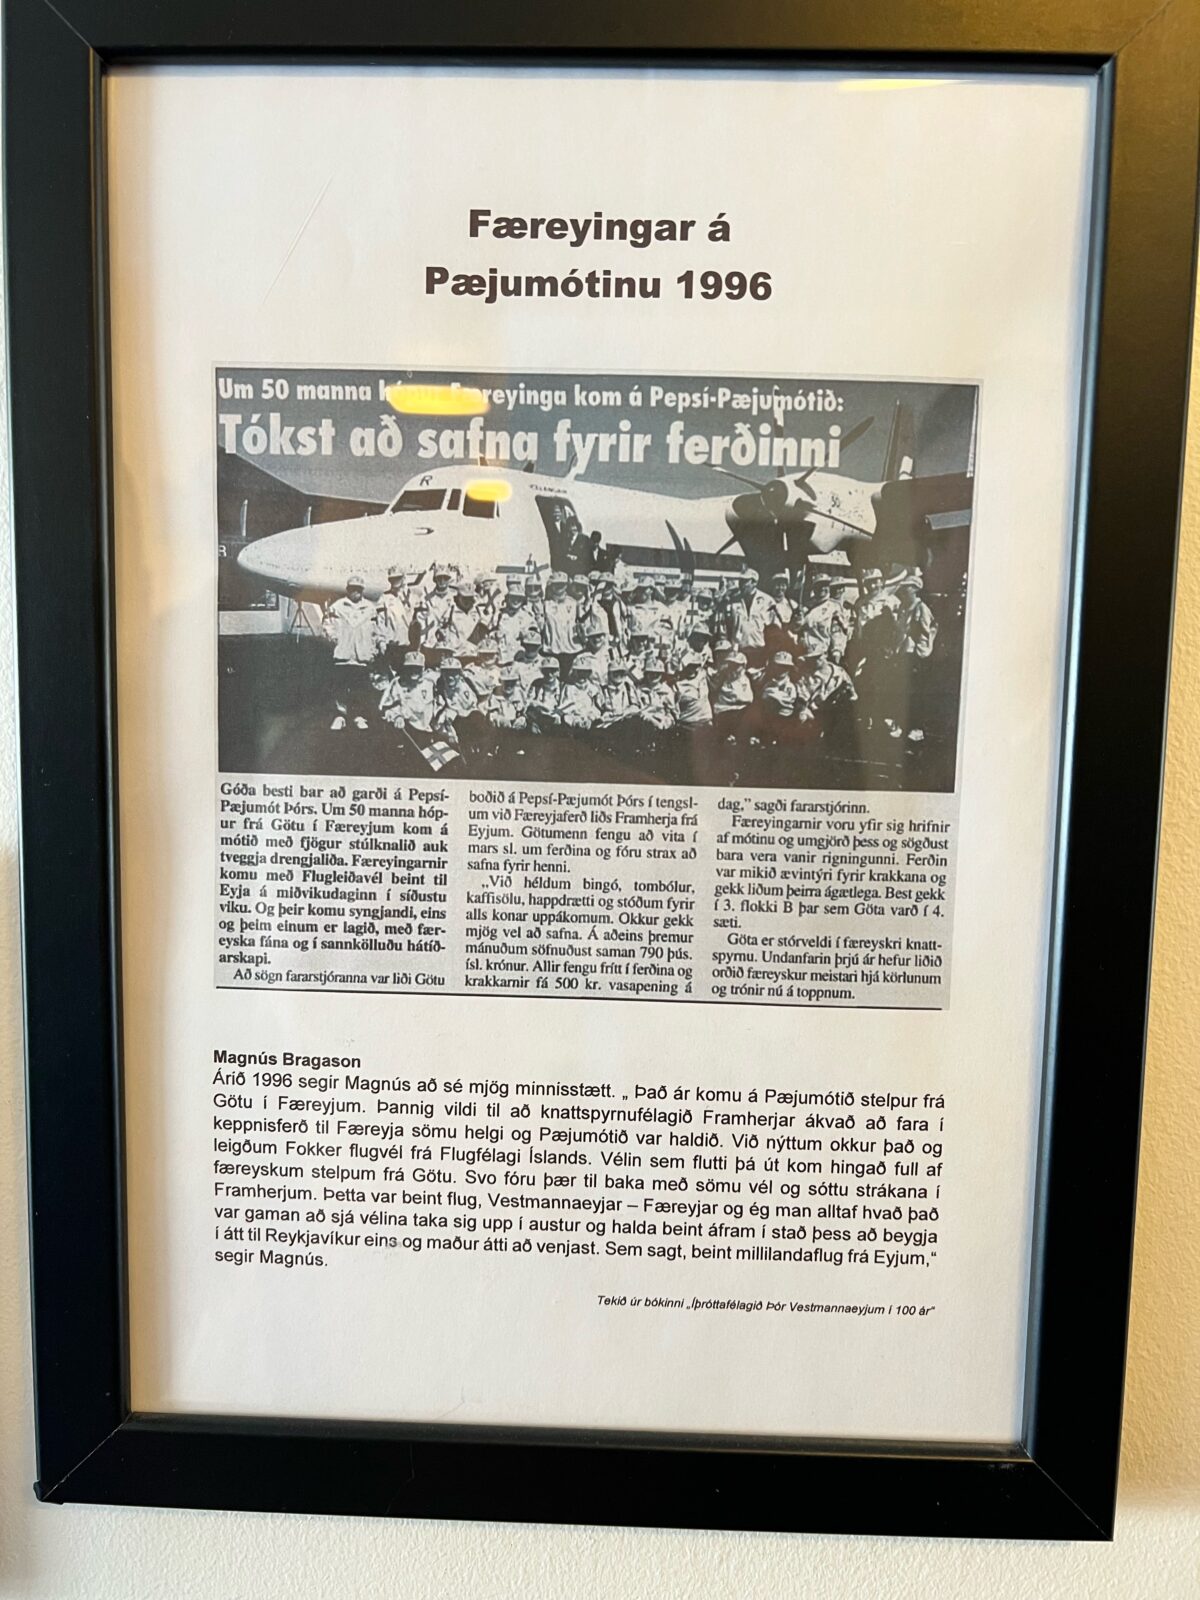 Færeyingar á
Pæjumótinu 1996
Um 50 manna hópur Færeyinga kom á Pepsí-Pæjumótið:
Tókst að safna fyrir ferðinni
R
Góða besti bar að garði á Pepsí-
Pæjumót Þórs. Um 50 manna hóp-
ur frá Götu í Færeyjum kom á
mótið með fjögur stúlknalið auk
tveggja drengjaliða. Færeyingarnir
komu með Flugleiðavél beint til
Eyja á miðvikudaginn í síðustu
viku. Og þeir komu syngjandi, eins
og þeim einum er lagið, með fær-
eyska fána og í sannkölluðu hátíð-
arskapi.
Að sögn fararstjóranna var liði Götu
boðið á Pepsí-Pæjumót Þórs í tengsl-
um við Færeyjaferð liðs Framherja frá
Eyjum. Götumenn fengu að vita í
mars sl. um ferðina og fóru strax að
safna fyrir henni.
„Við héldum bingó, tombólur,
kaffisölu, happdrætti og stóðum fyrir
alls konar uppákomum. Okkur gekk
mjög vel að safna. Á aðeins þremur
mánuðum söfnuðust saman 790 þús.
ísl. krónur. Allir fengu frítt í ferðina og
krakkarnir fá 500 kr. vasapening á
dag,” sagði fararstjórinn.
Færeyingarnir voru yfir sig hrifnir
af mótinu og umgjörð þess og sögðust
bara vera vanir rigningunni. Ferðin
var mikið ævintýri fyrir krakkana og
gekk liðum þeirra ágætlega. Best gekk
í 3. flokki B þar sem Göta varð í 4.
sæti.
Göta er stórveldi í færeyskri knatt-
spyrnu. Undanfarin þrjú ár hefur liðið
orðið færeyskur meistari hjá körlunum
og trónir nú á toppnum.
Magnús Bragason
Árið 1996 segir Magnús að sé mjög minnisstætt. „ Það ár komu á Pæjumótið stelpur frá
Götu í Færeyjum. Þannig vildi til að knattspyrnufélagið Framherjar ákvað að fara í
keppnisferð til Færeyja sömu helgi og Pæjumótið var haldið. Við nýttum okkur það og
leigðum Fokker flugvél frá Flugfélagi Íslands. Vélin sem flutti þá út kom hingað full af
færeyskum stelpum frá Götu. Svo fóru þær til baka með sömu vél og sóttu strákana í
Framherjum. Þetta var beint flug, Vestmannaeyjar – Færeyjar og ég man alltaf hvað það
var gaman að sjá vélina taka sig upp í austur og halda beint áfram í stað þess að beygja
í átt til Reykjavíkur eins og maður átti að venjast. Sem sagt, beint millilandaflug frá Eyjum,“
segir Magnús.
Tekið úr bókinni „Íþróttafélagið Þór Vestmannaeyjum í 100 ár“